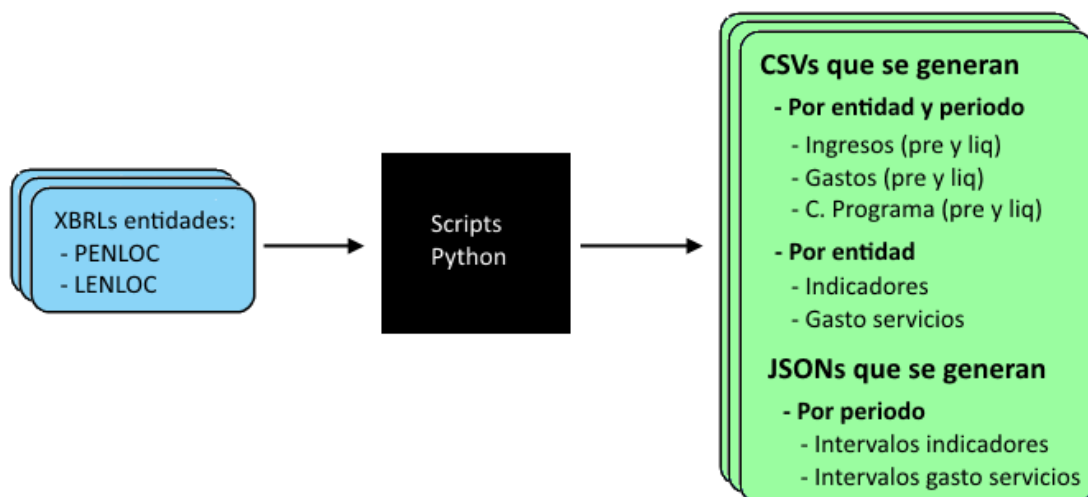 XBRLs entidades:
- PENLOC
- LENLOC
Scripts
Python
CSVs que se generan
- Por entidad y periodo
- Ingresos (pre y liq)
- Gastos (pre y liq)
- C. Programa (pre y liq)
- Por entidad
- Indicadores
- Gasto servicios
JSONs que se generan
- Por periodo
- Intervalos indicadores
- Intervalos gasto servicios